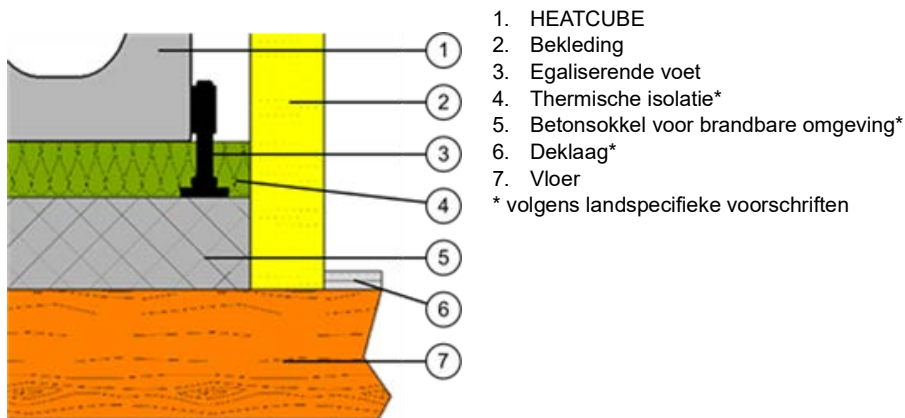 1. HEATCUBE
2. Bekleding
3. Egaliserende voet
4. Thermische isolatie*
5. Betonsokkel voor brandbare omgeving*
6. Deklaag*
7. Vloer
* volgens landspecifieke voorschriften
1
2
3
4
5
6
7